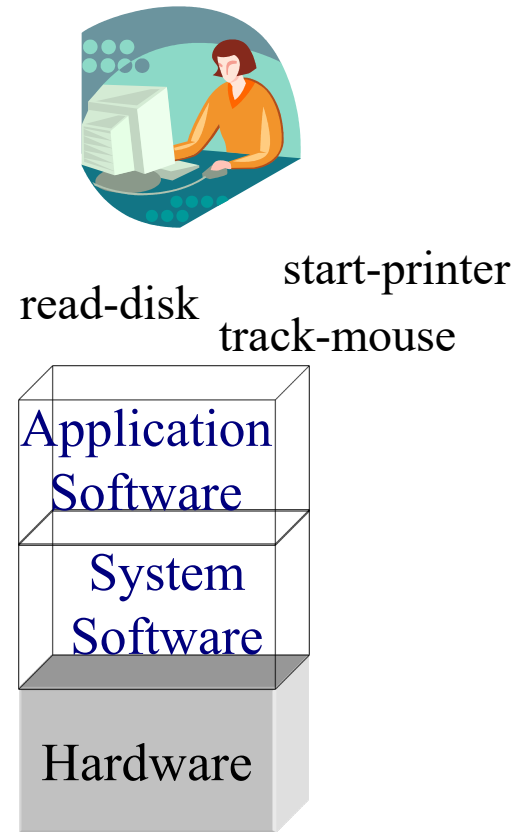 start-printer
read-disk
track-mouse
Application
Software
System
Software
Hardware